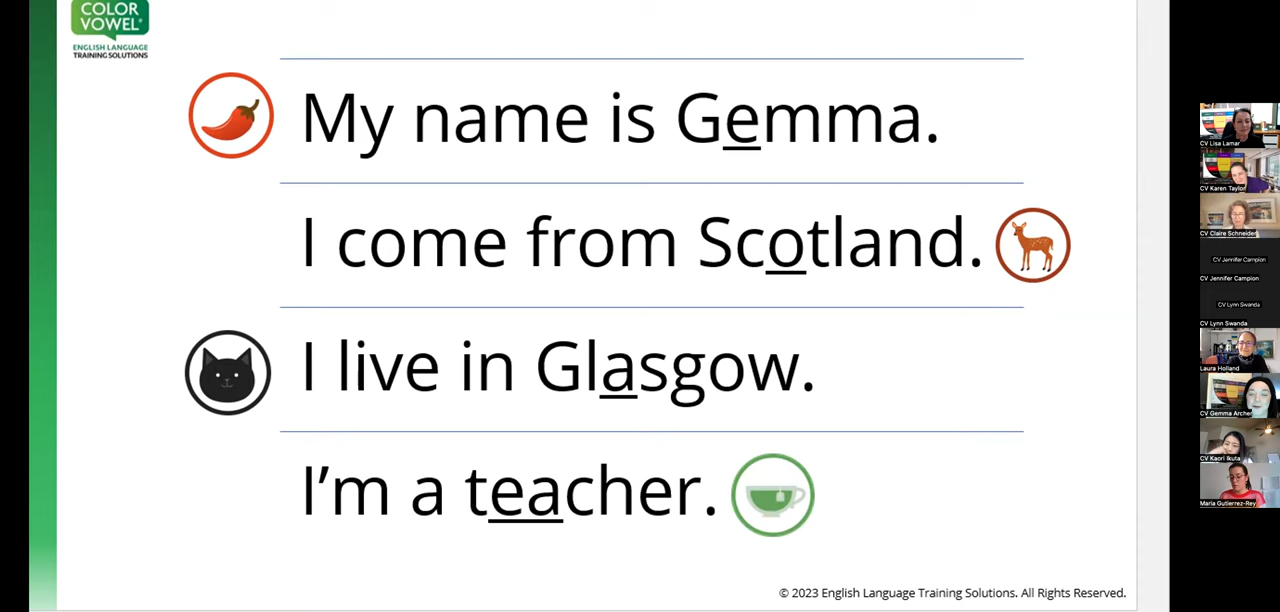 COLOR
VOWEL®
ENGLISH LANGUAGE
TRAINING SOLUTIONS
My name is Gemma.
I come from Scotland.
I live in Glasgow.
I'm a teacher.
© 2023 English Language Training Solutions. All Rights Reserved.
CV Lisa Lamar
CV Karen Taylor
CV Claire Schneider
CV Jennifer Campion
CV Jennifer Campion
CV Lynn Swanda
CV Lynn Swanda
Laura Holland
CV Gemma Archer
CV Kaori Ikuta
Maria Gutierrez-Rey